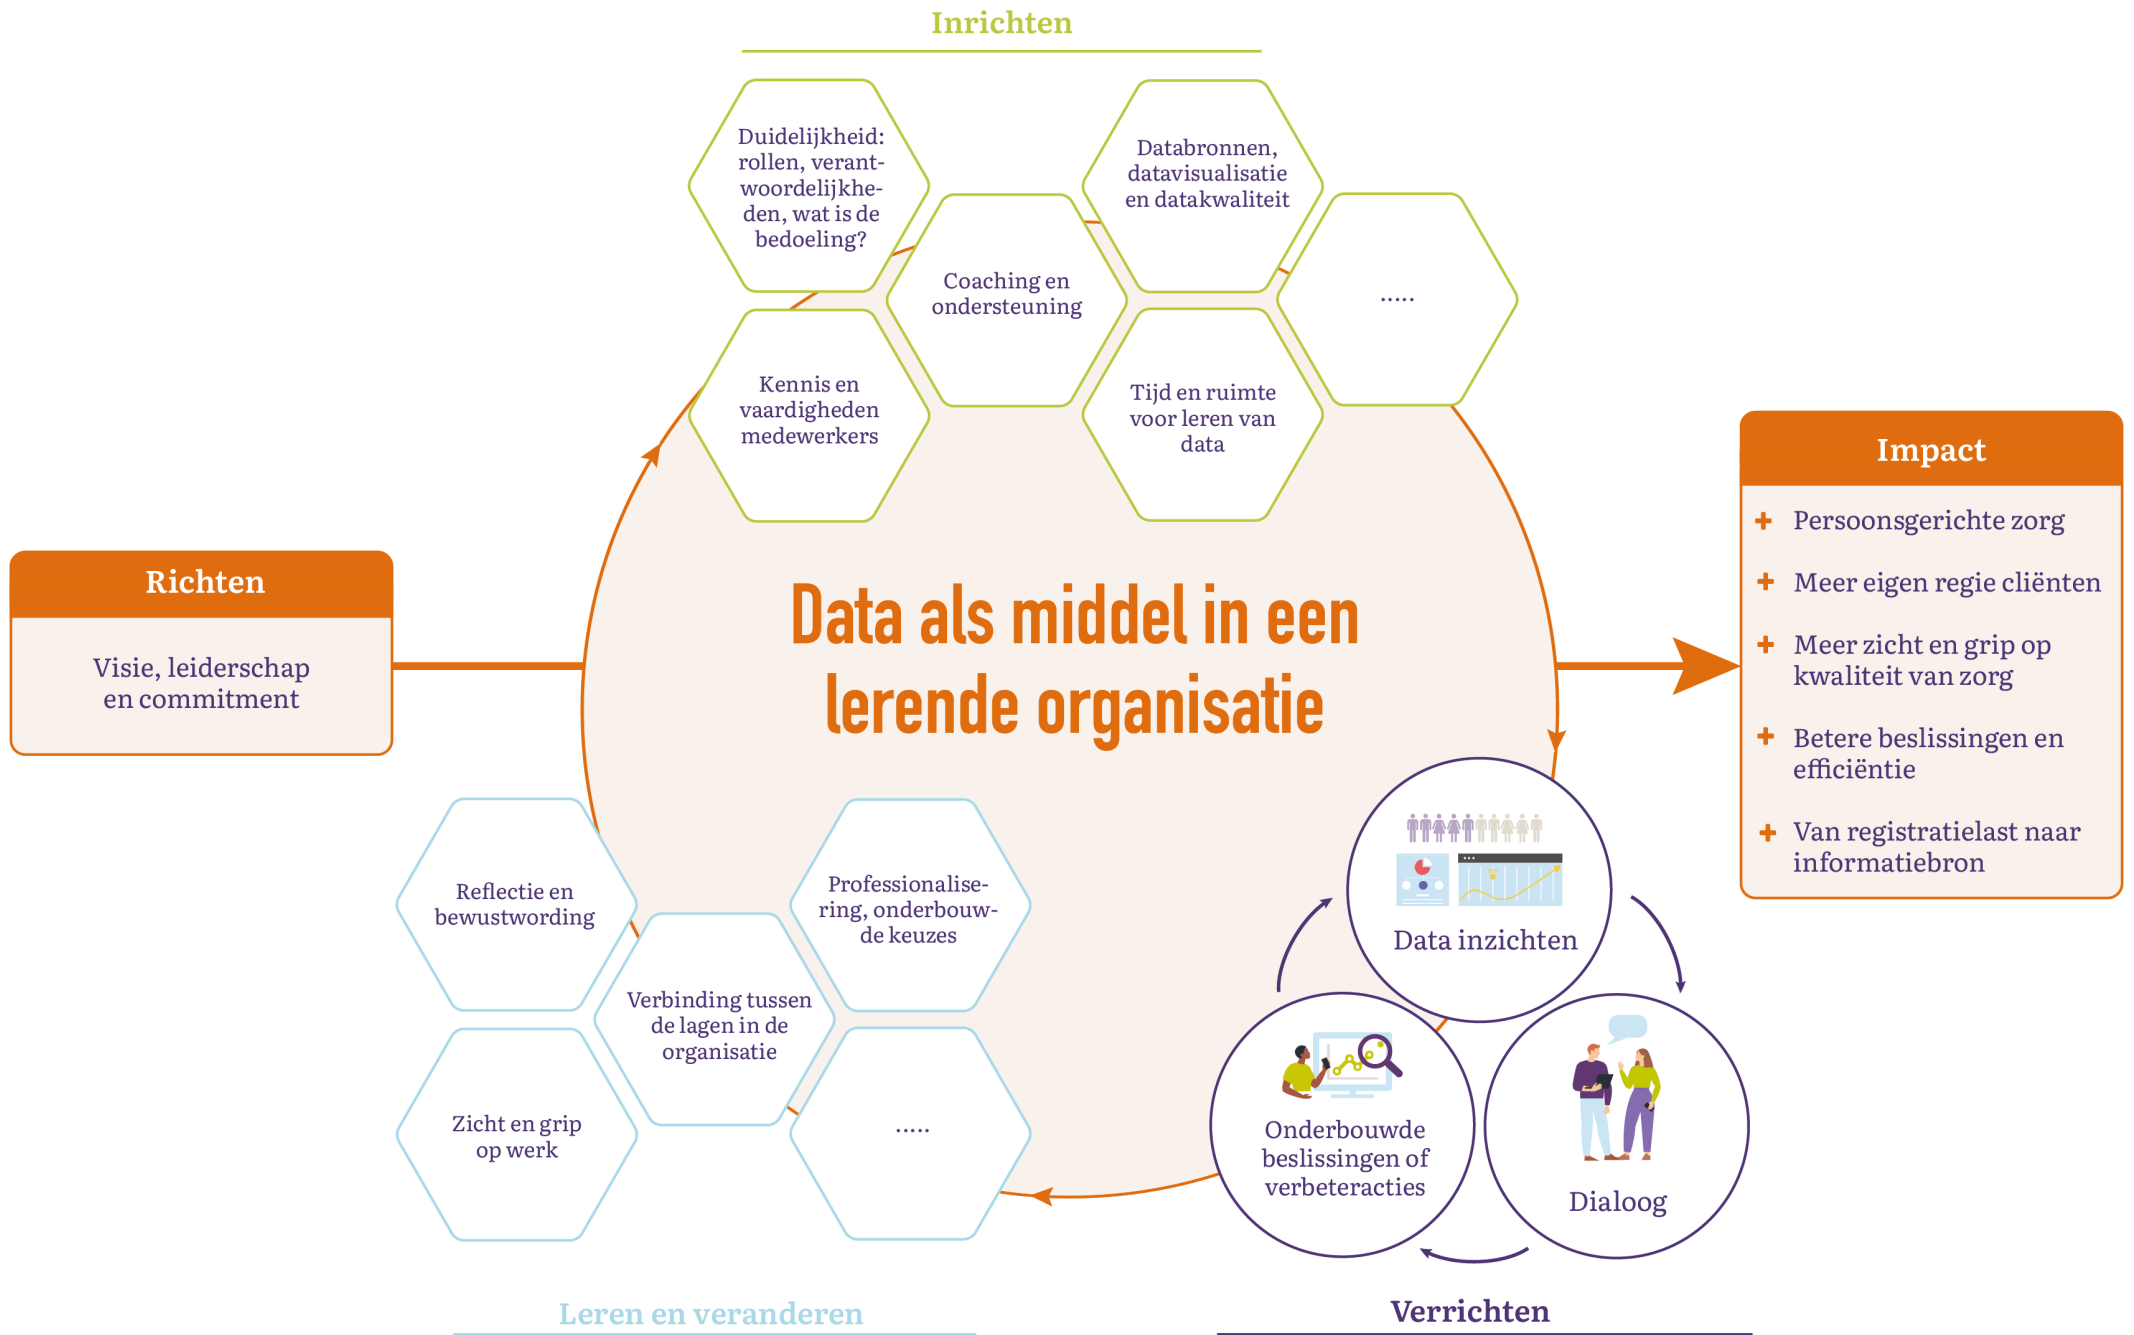 Inrichten
Duidelijkheid:
rollen, verant-
woordelijkhe-
den, wat is de
bedoeling?
Databronnen,
datavisualisatie
en datakwaliteit
Coaching en
ondersteuning
.....
Kennis en
vaardigheden
medewerkers
Tijd en ruimte
voor leren van
data
Richten
Visie, leiderschap
en commitment
Data als middel in een
lerende organisatie
Impact
+ Persoonsgerichte zorg
+ Meer eigen regie cliënten
+ Meer zicht en grip op
kwaliteit van zorg
+ Betere beslissingen en
efficiëntie
+ Van registratielast naar
informatiebron
Reflectie en
bewustwording
Professionalise-
ring, onderbouw-
de keuzes
Verbinding tussen
de lagen in de
organisatie
Zicht en grip
op werk
.....
Data inzichten
Onderbouwde
beslissingen of
verbeteracties
Dialoog
Leren en veranderen
Verrichten